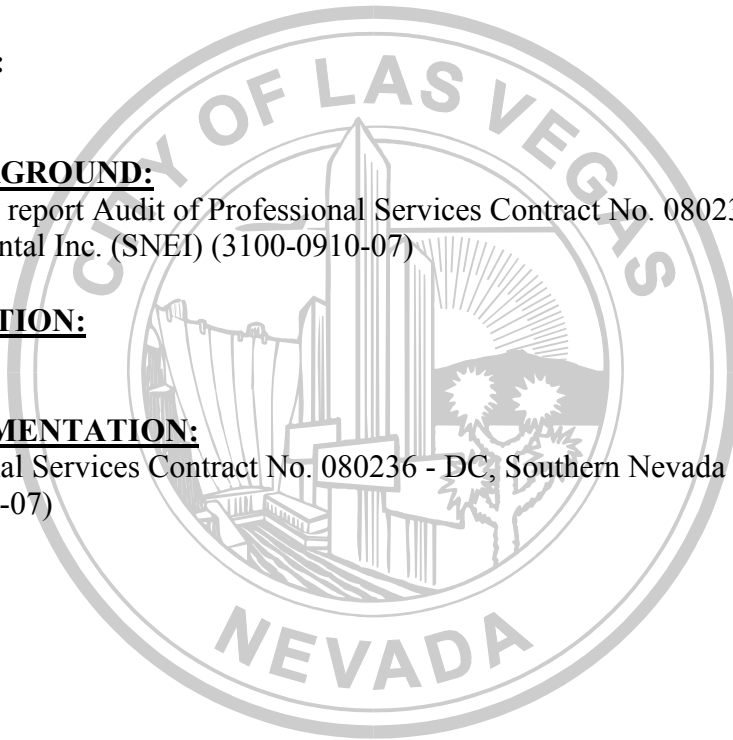 :
GROUND:
report Audit of Professional Services Contract No. 08023
ntal Inc. (SNEI) (3100-0910-07)
TION:
MENTATION:
al Services Contract No. 080236 - DC, Southern Nevada
-07)
CITY OF LAS VEGAS
NEVADA